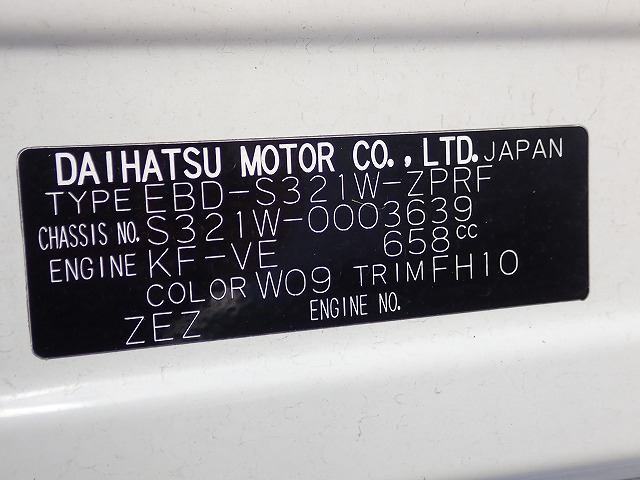 DAIHATSU MOTOR CO., LTD. JAPAN
TYPE EBD-S321W-ZPRF
CHASSIS NO. S321W-0003639
ENGINE KF-VE 658cc
COLOR W09 TRIM FH10
ZEZ ENGINE NO.